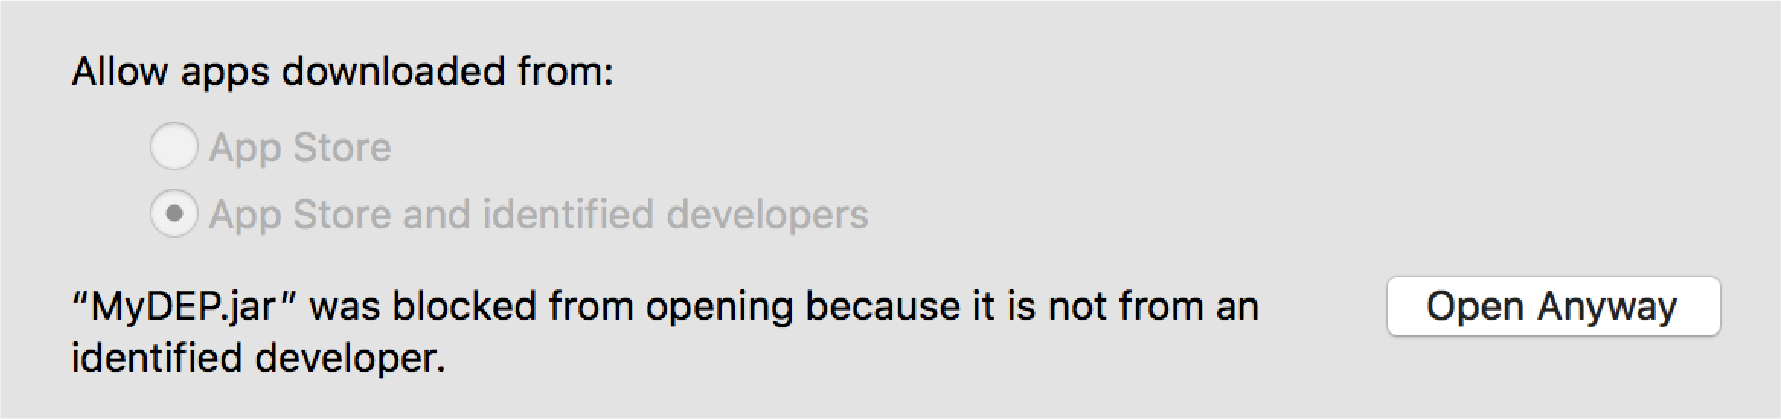 Allow apps downloaded from:
App Store
App Store and identified developers
“MyDEP.jar” was blocked from opening because it is not from an
identified developer.
Open Anyway